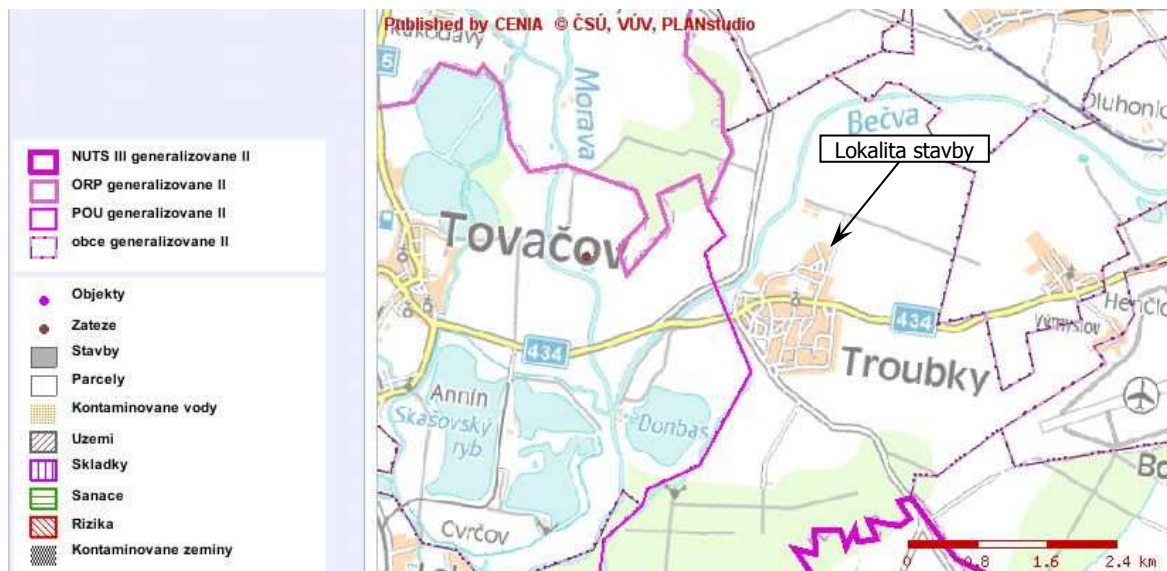 Published by CENIA © ČSÚ, VÚV, PLANstudio
NUTS III generalizovane II
ORP generalizovane II
POU generalizovane II
obce generalizovane II
Objekty
Zateze
Stavby
Parcely
Kontaminovane vody
Uzemi
Skladky
Sanace
Rizika
Kontaminovane zeminy
Morava
Bečva
Lokalita stavby
Tovačov
434
434
Troubky
Výmyslov
Annín
Skašovský
ryb.
Donbas
Cvrčov
0 0.8 1.6 2.4 km